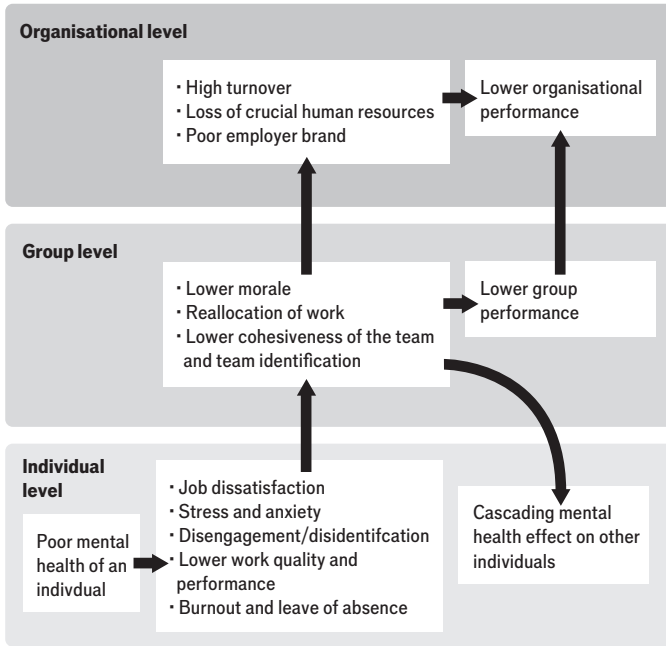 Organisational level
· High turnover
· Loss of crucial human resources
· Poor employer brand
Lower organisational
performance
Group level
· Lower morale
· Reallocation of work
· Lower cohesiveness of the team
and team identification
Lower group
performance
Individual
level
Poor mental
health of an
indivdual
· Job dissatisfaction
· Stress and anxiety
· Disengagement/disidentifcation
· Lower work quality and
performance
· Burnout and leave of absence
Cascading mental
health effect on other
individuals